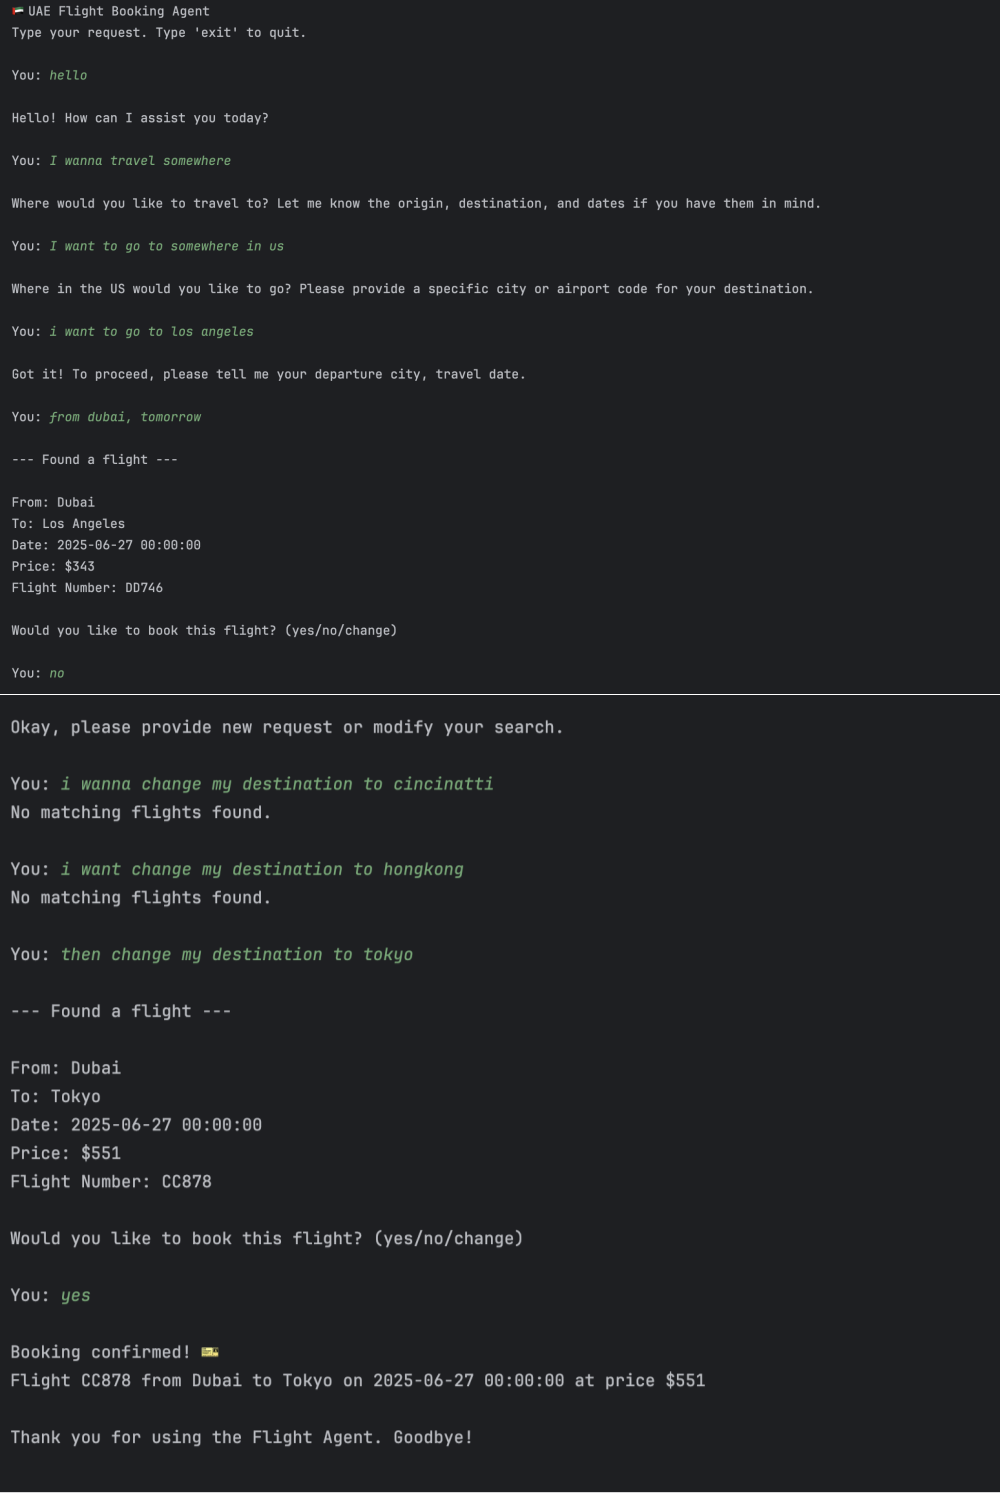 🇦🇪 UAE Flight Booking Agent
Type your request. Type 'exit' to quit.
You: hello
Hello! How can I assist you today?
You: I wanna travel somewhere
Where would you like to travel to? Let me know the origin, destination, and dates if you have them in mind.
You: I want to go to somewhere in us
Where in the US would you like to go? Please provide a specific city or airport code for your destination.
You: i want to go to los angeles
Got it! To proceed, please tell me your departure city, travel date.
You: from dubai, tomorrow
--- Found a flight ---
From: Dubai
To: Los Angeles
Date: 2025-06-27 00:00:00
Price: $343
Flight Number: DD746
Would you like to book this flight? (yes/no/change)
You: no
Okay, please provide new request or modify your search.
You: i wanna change my destination to cincinatti
No matching flights found.
You: i want change my destination to hongkong
No matching flights found.
You: then change my destination to tokyo
--- Found a flight ---
From: Dubai
To: Tokyo
Date: 2025-06-27 00:00:00
Price: $551
Flight Number: CC878
Would you like to book this flight? (yes/no/change)
You: yes
Booking confirmed! 🎫
Flight CC878 from Dubai to Tokyo on 2025-06-27 00:00:00 at price $551
Thank you for using the Flight Agent. Goodbye!